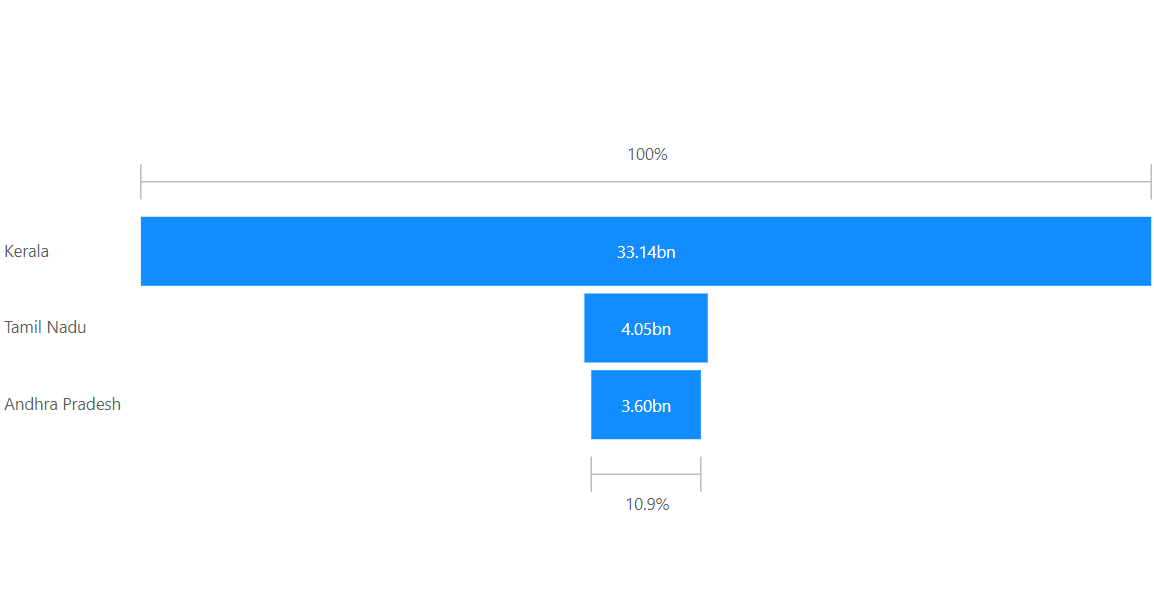 100%
Kerala
33.14bn
Tamil Nadu
4.05bn
Andhra Pradesh
3.60bn
10.9%